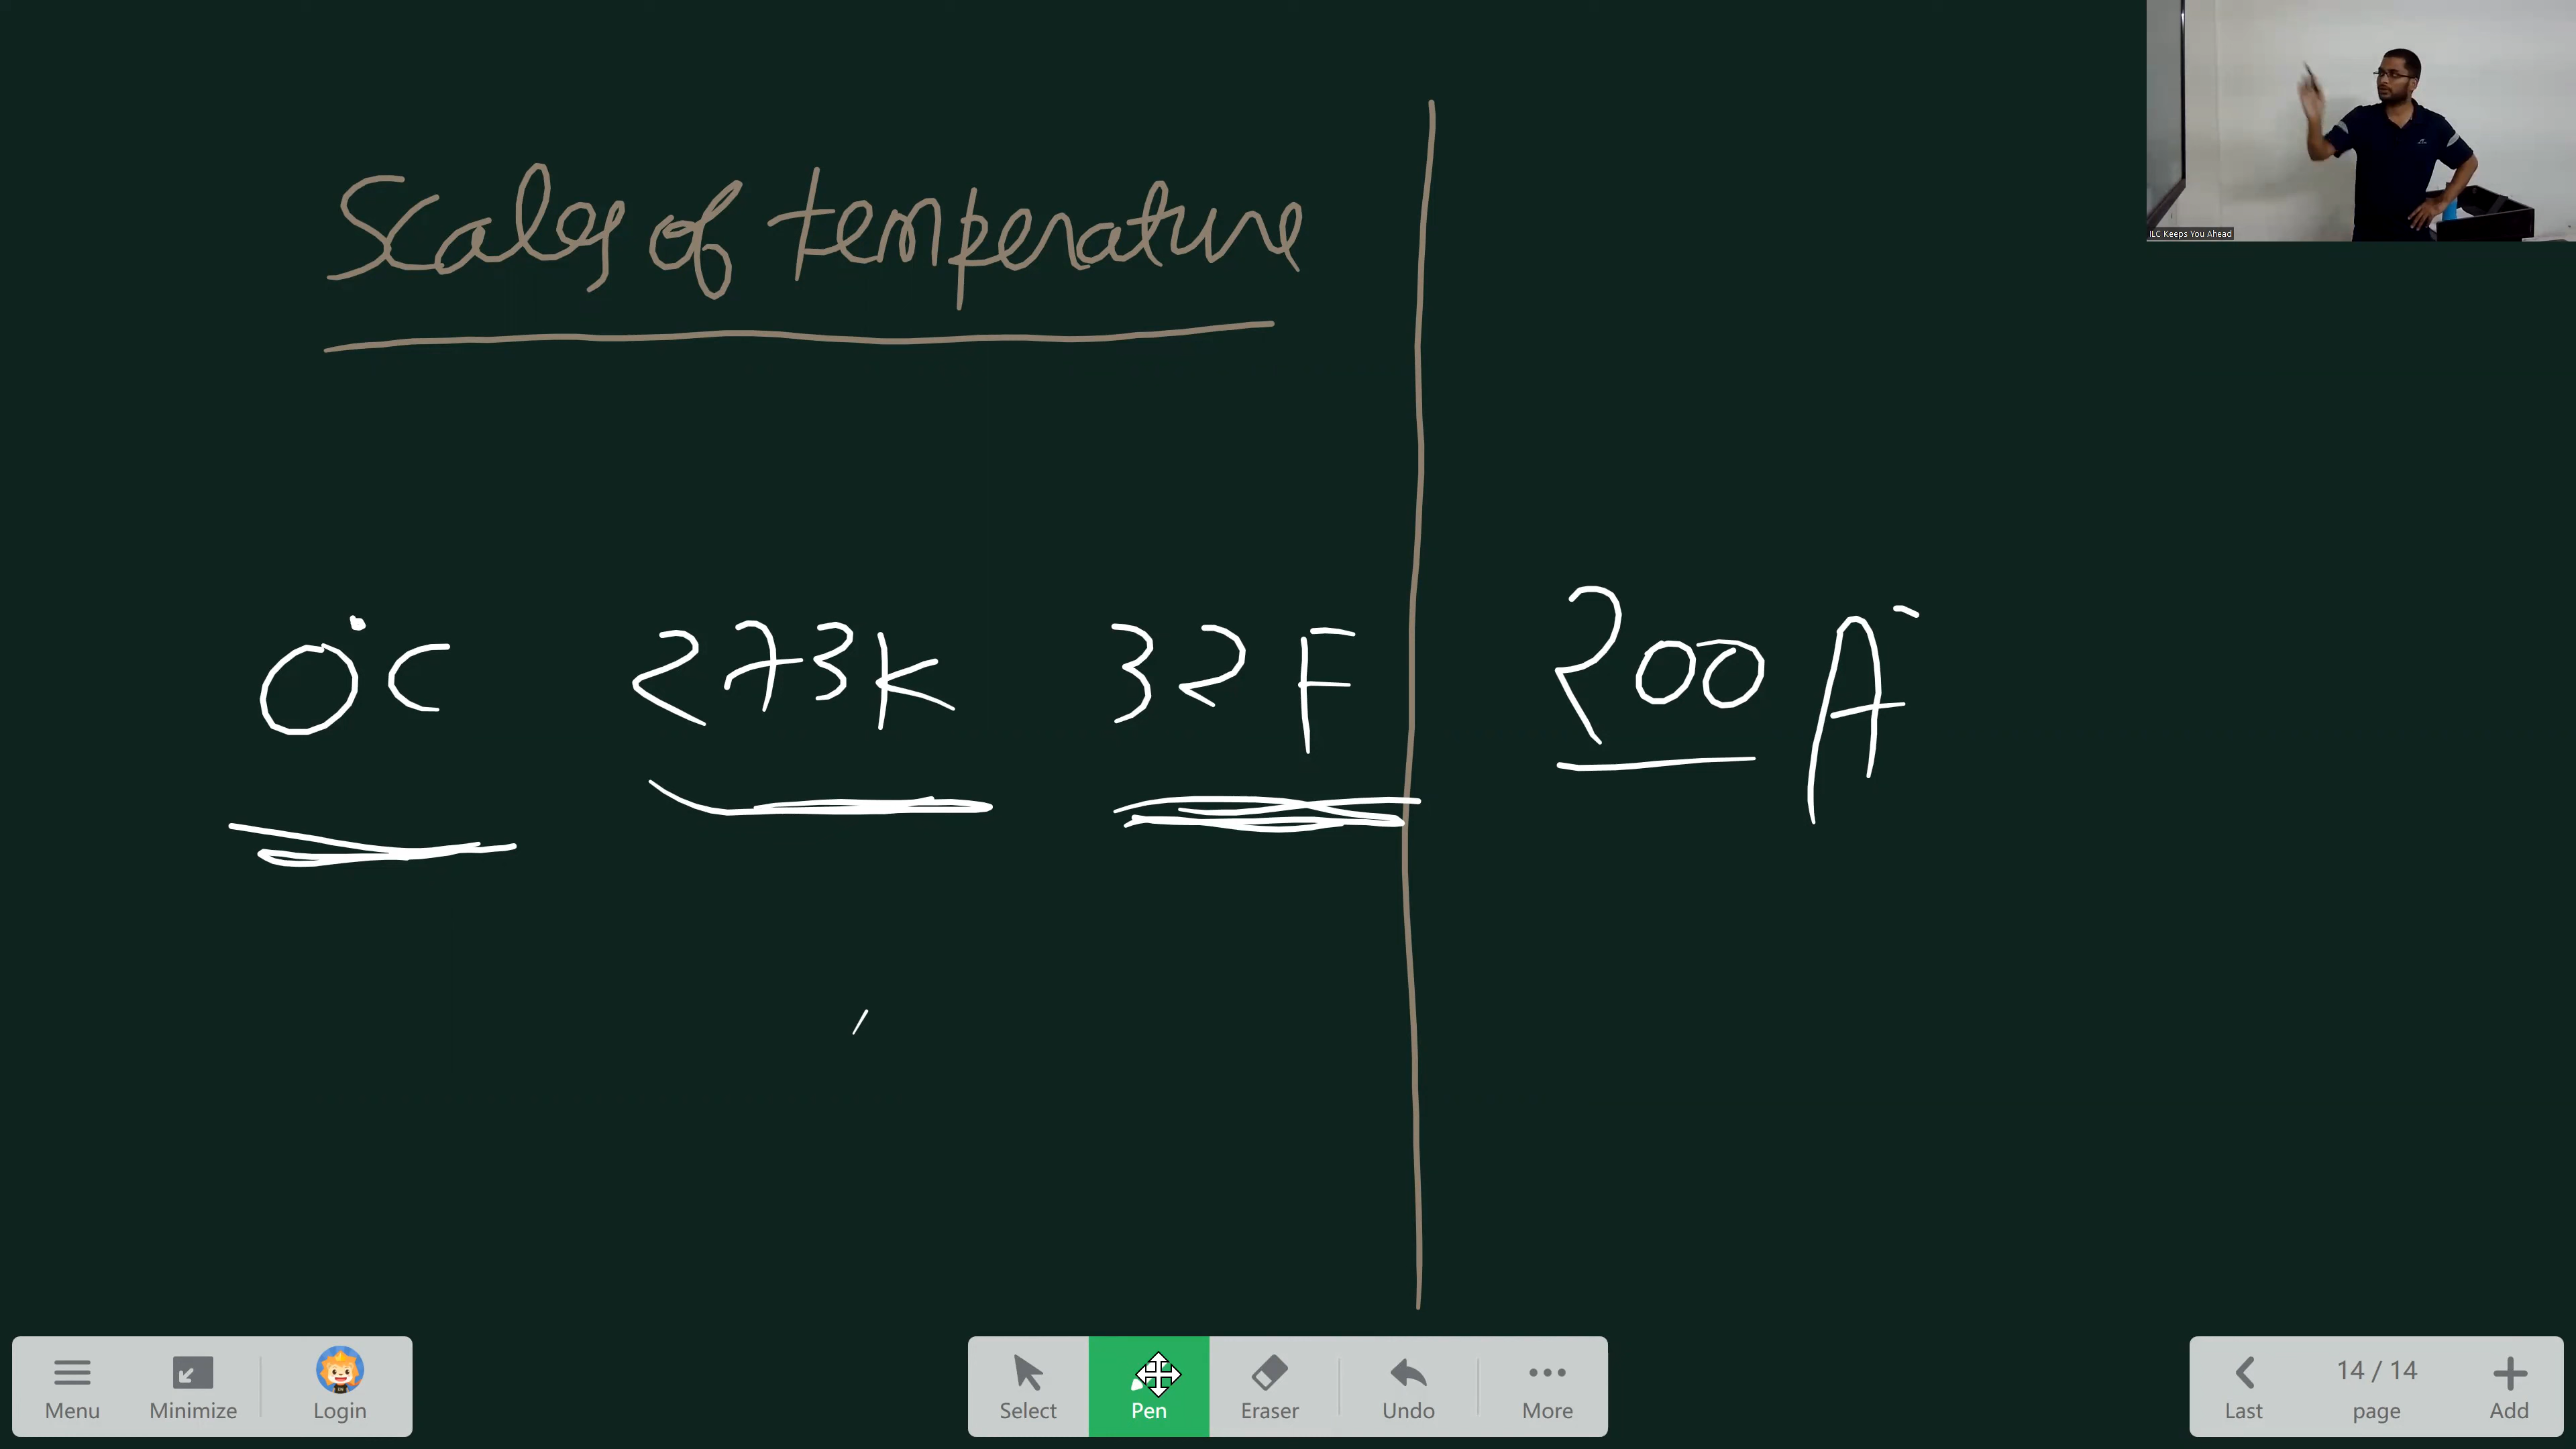 Scales of temperature
ILC Keeps You Ahead
0°C 273K 32 F 200 A
Menu Minimize Login Select Pen Eraser Undo More Last 14 / 14 page Add